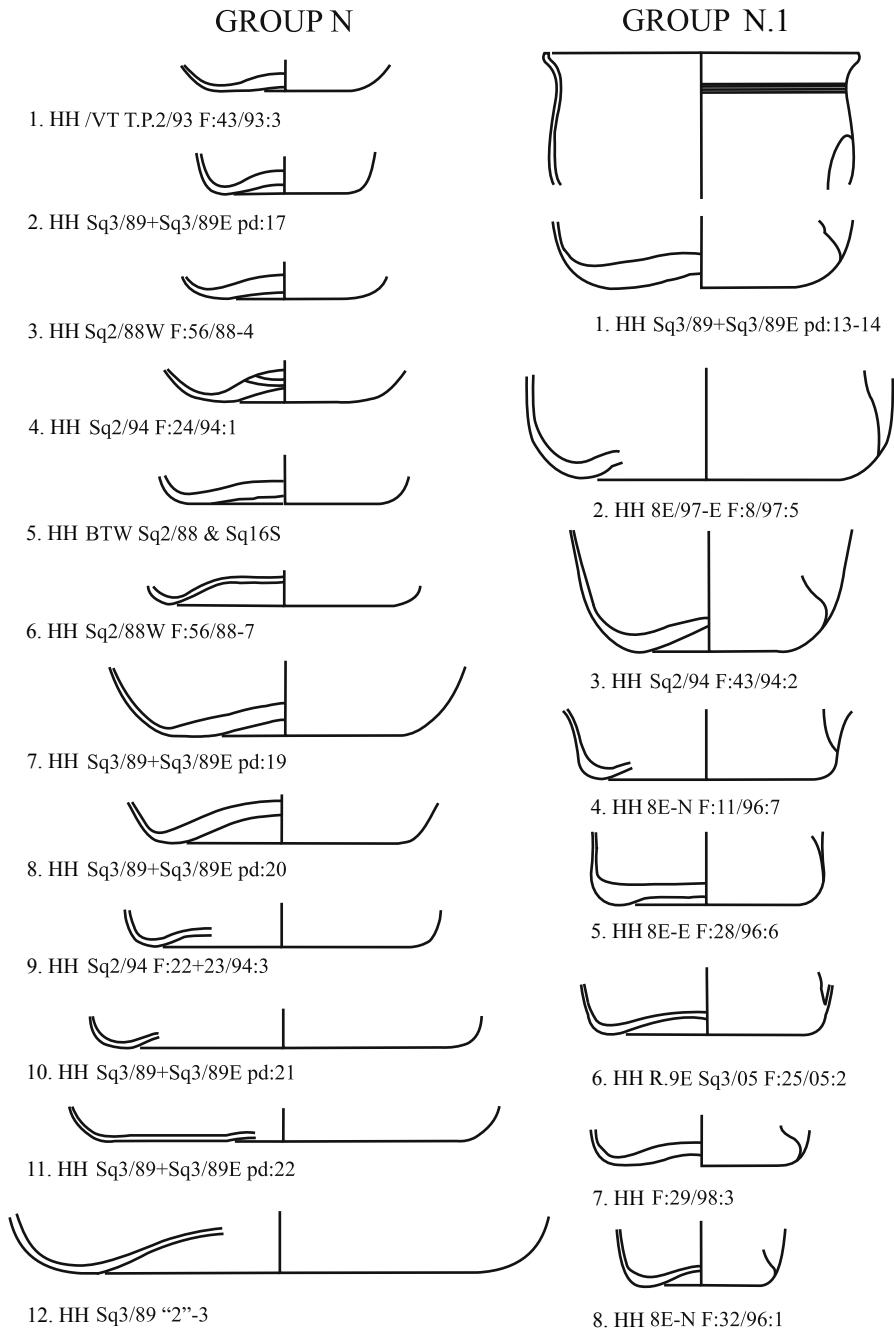 GROUP N
1. HH /VT T.P.2/93 F:43/93:3
2. HH Sq3/89+Sq3/89E pd:17
3. HH Sq2/88W F:56/88-4
4. HH Sq2/94 F:24/94:1
5. HH BTW Sq2/88 & Sq16S
6. HH Sq2/88W F:56/88-7
7. HH Sq3/89+Sq3/89E pd:19
8. HH Sq3/89+Sq3/89E pd:20
9. HH Sq2/94 F:22+23/94:3
10. HH Sq3/89+Sq3/89E pd:21
11. HH Sq3/89+Sq3/89E pd:22
12. HH Sq3/89 “2”-3
GROUP N.1
1. HH Sq3/89+Sq3/89E pd:13-14
2. HH 8E/97-E F:8/97:5
3. HH Sq2/94 F:43/94:2
4. HH 8E-N F:11/96:7
5. HH 8E-E F:28/96:6
6. HH R.9E Sq3/05 F:25/05:2
7. HH F:29/98:3
8. HH 8E-N F:32/96:1